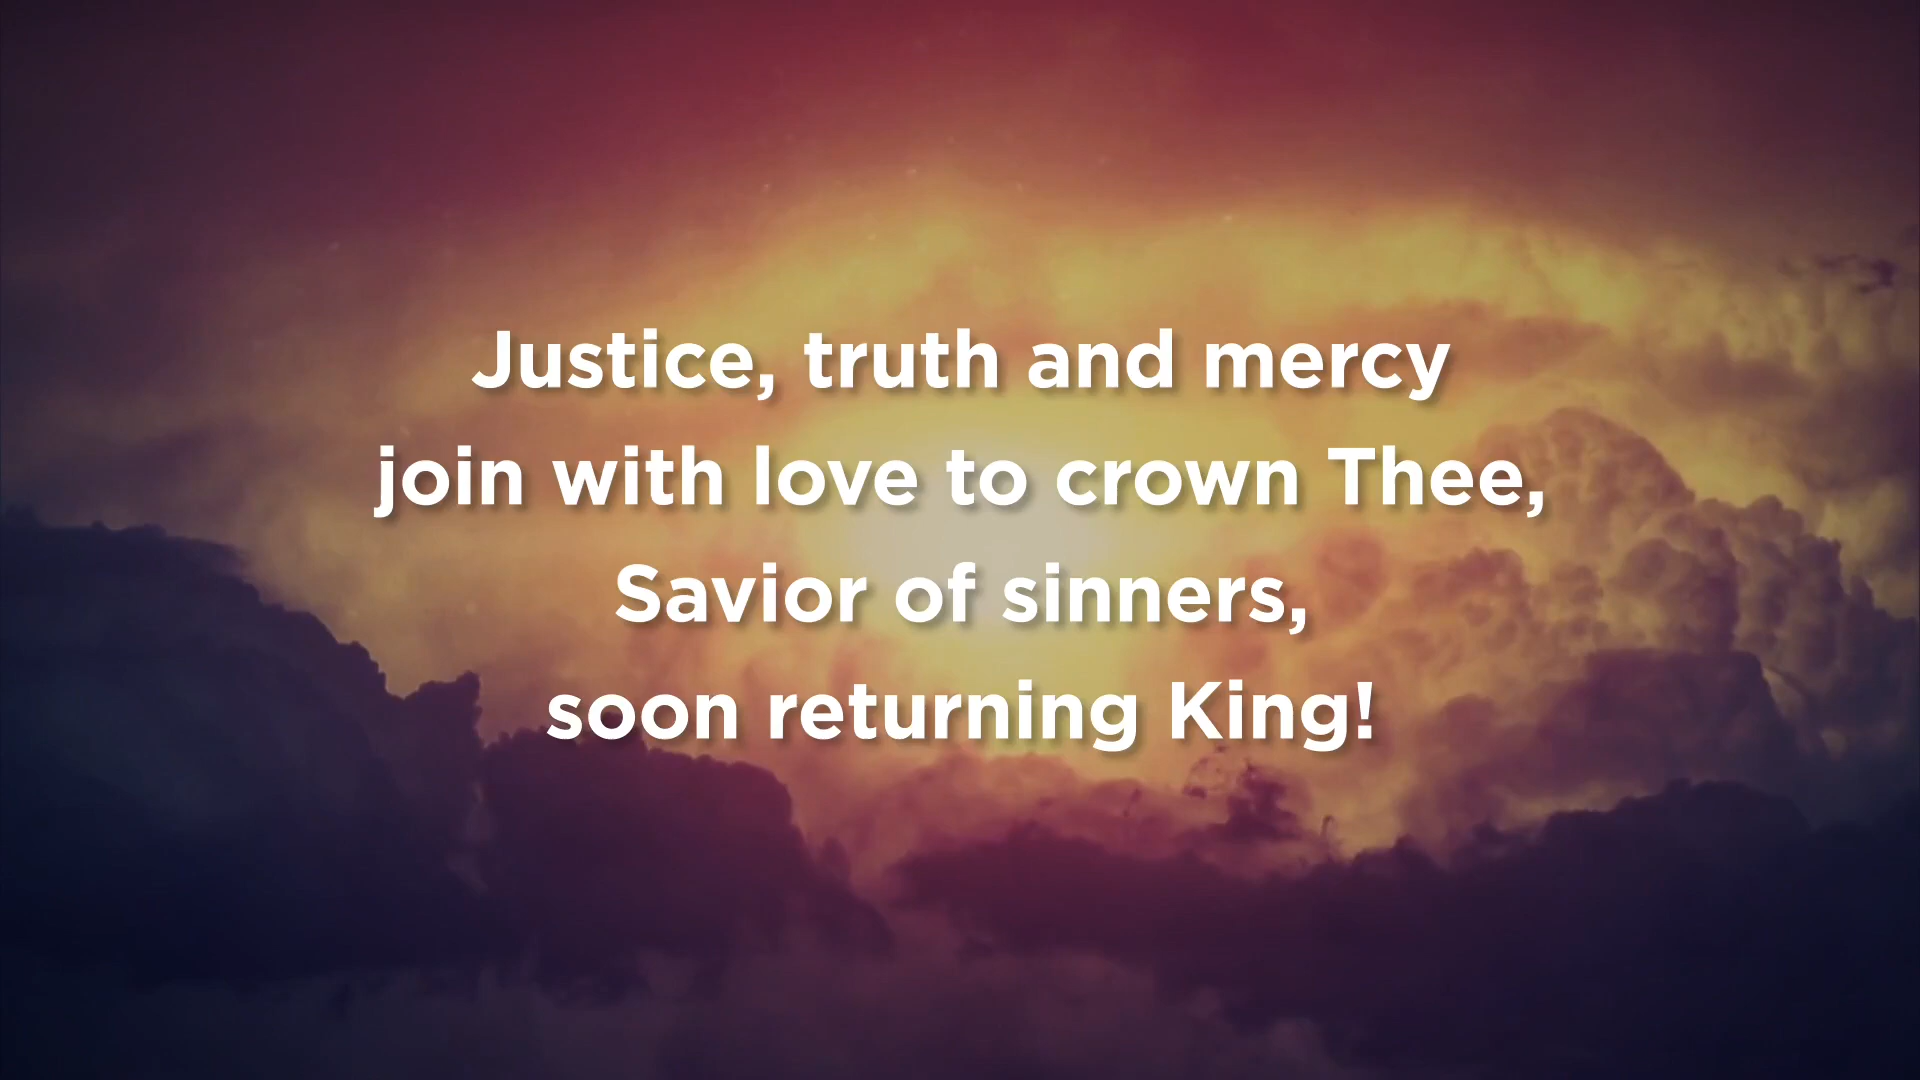 Justice, truth and mercy
join with love to crown Thee,
Savior of sinners,
soon returning King!